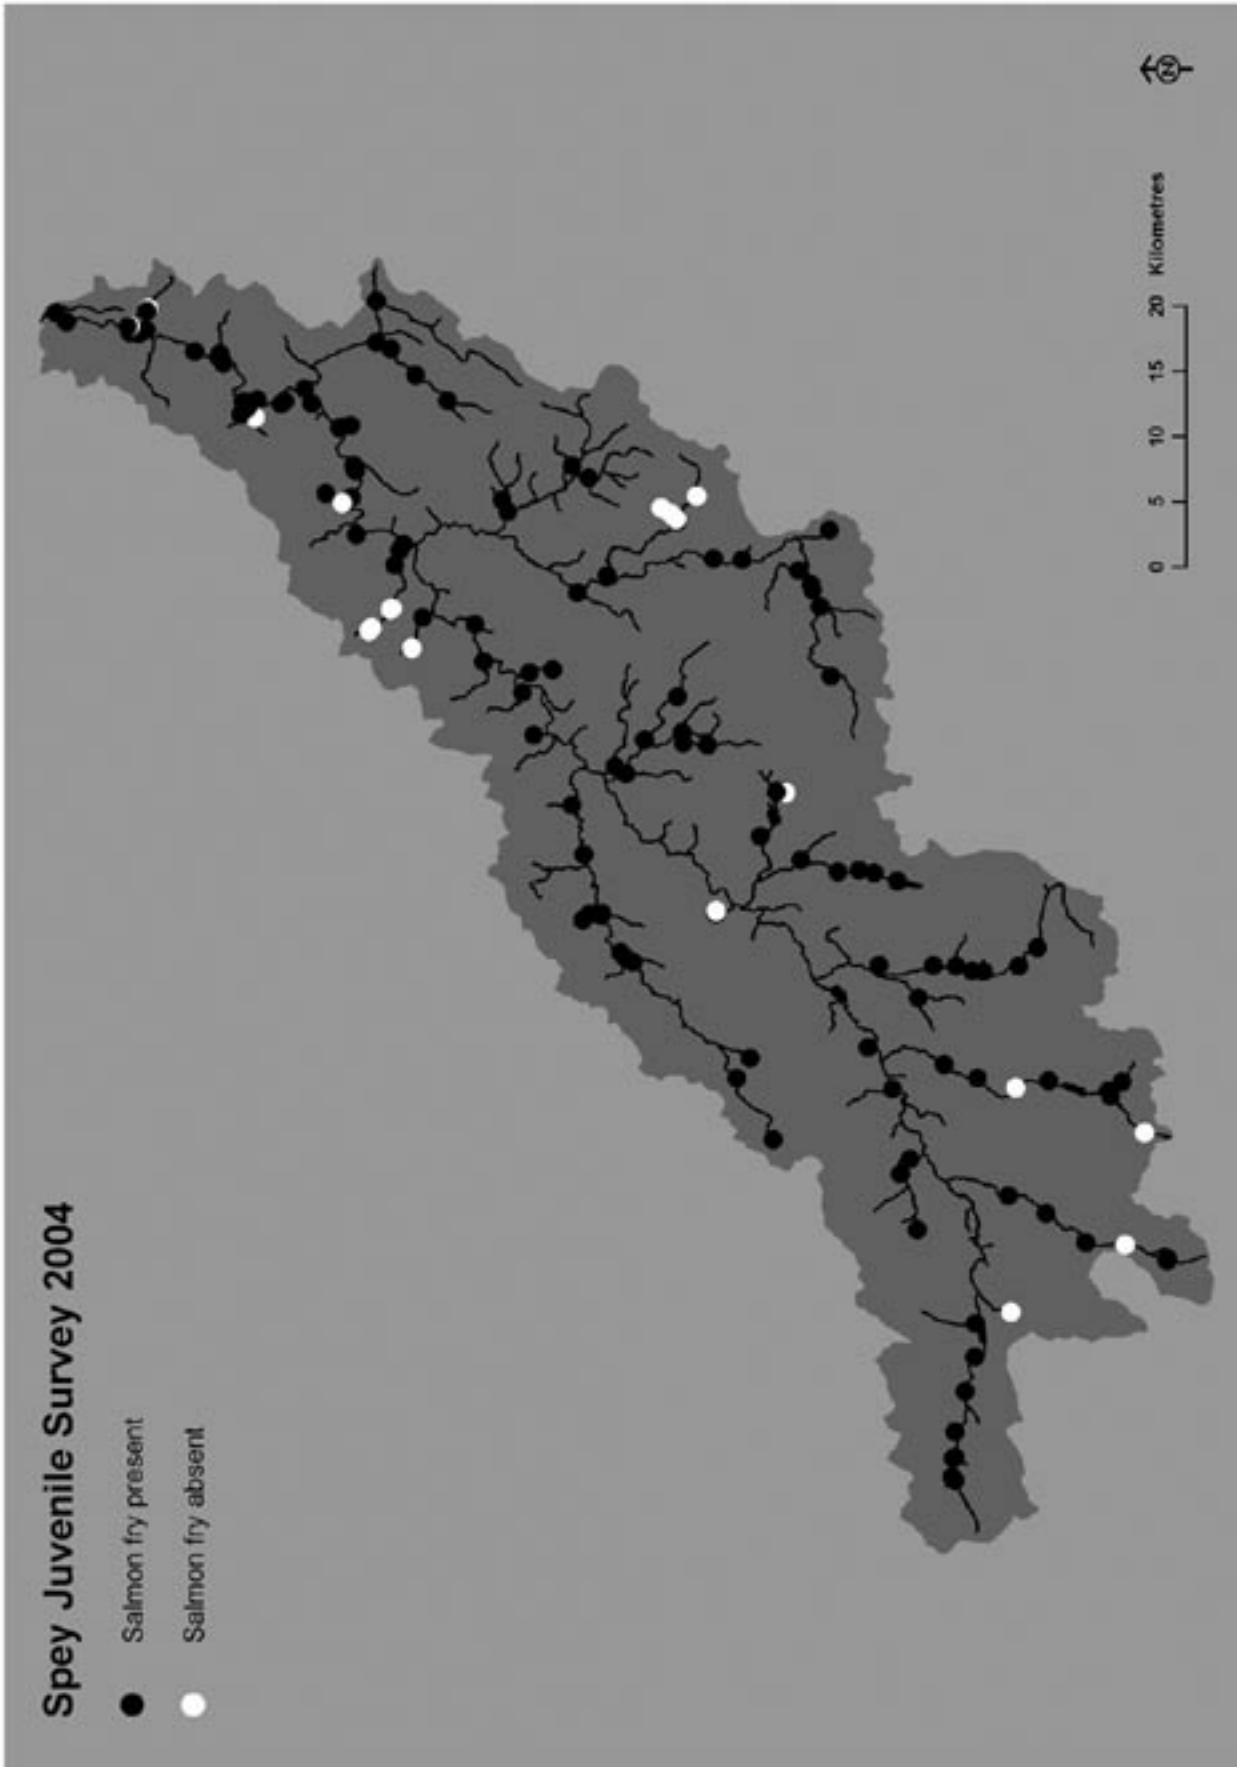 Spey Juvenile Survey 2004
Salmon fry present
Salmon fry absent
N
0 5 10 15 20 Kilometres